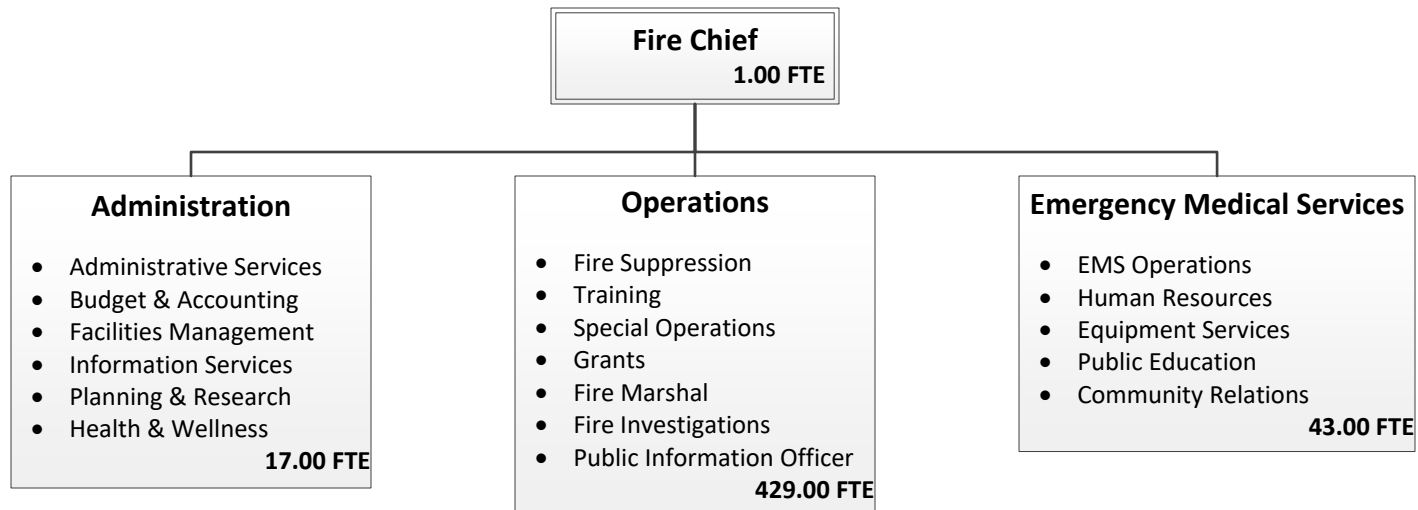 Fire Chief
1.00 FTE
Administration
• Administrative Services
• Budget & Accounting
• Facilities Management
• Information Services
• Planning & Research
• Health & Wellness
17.00 FTE
Operations
• Fire Suppression
• Training
• Special Operations
• Grants
• Fire Marshal
• Fire Investigations
• Public Information Officer
429.00 FTE
Emergency Medical Services
• EMS Operations
• Human Resources
• Equipment Services
• Public Education
• Community Relations
43.00 FTE